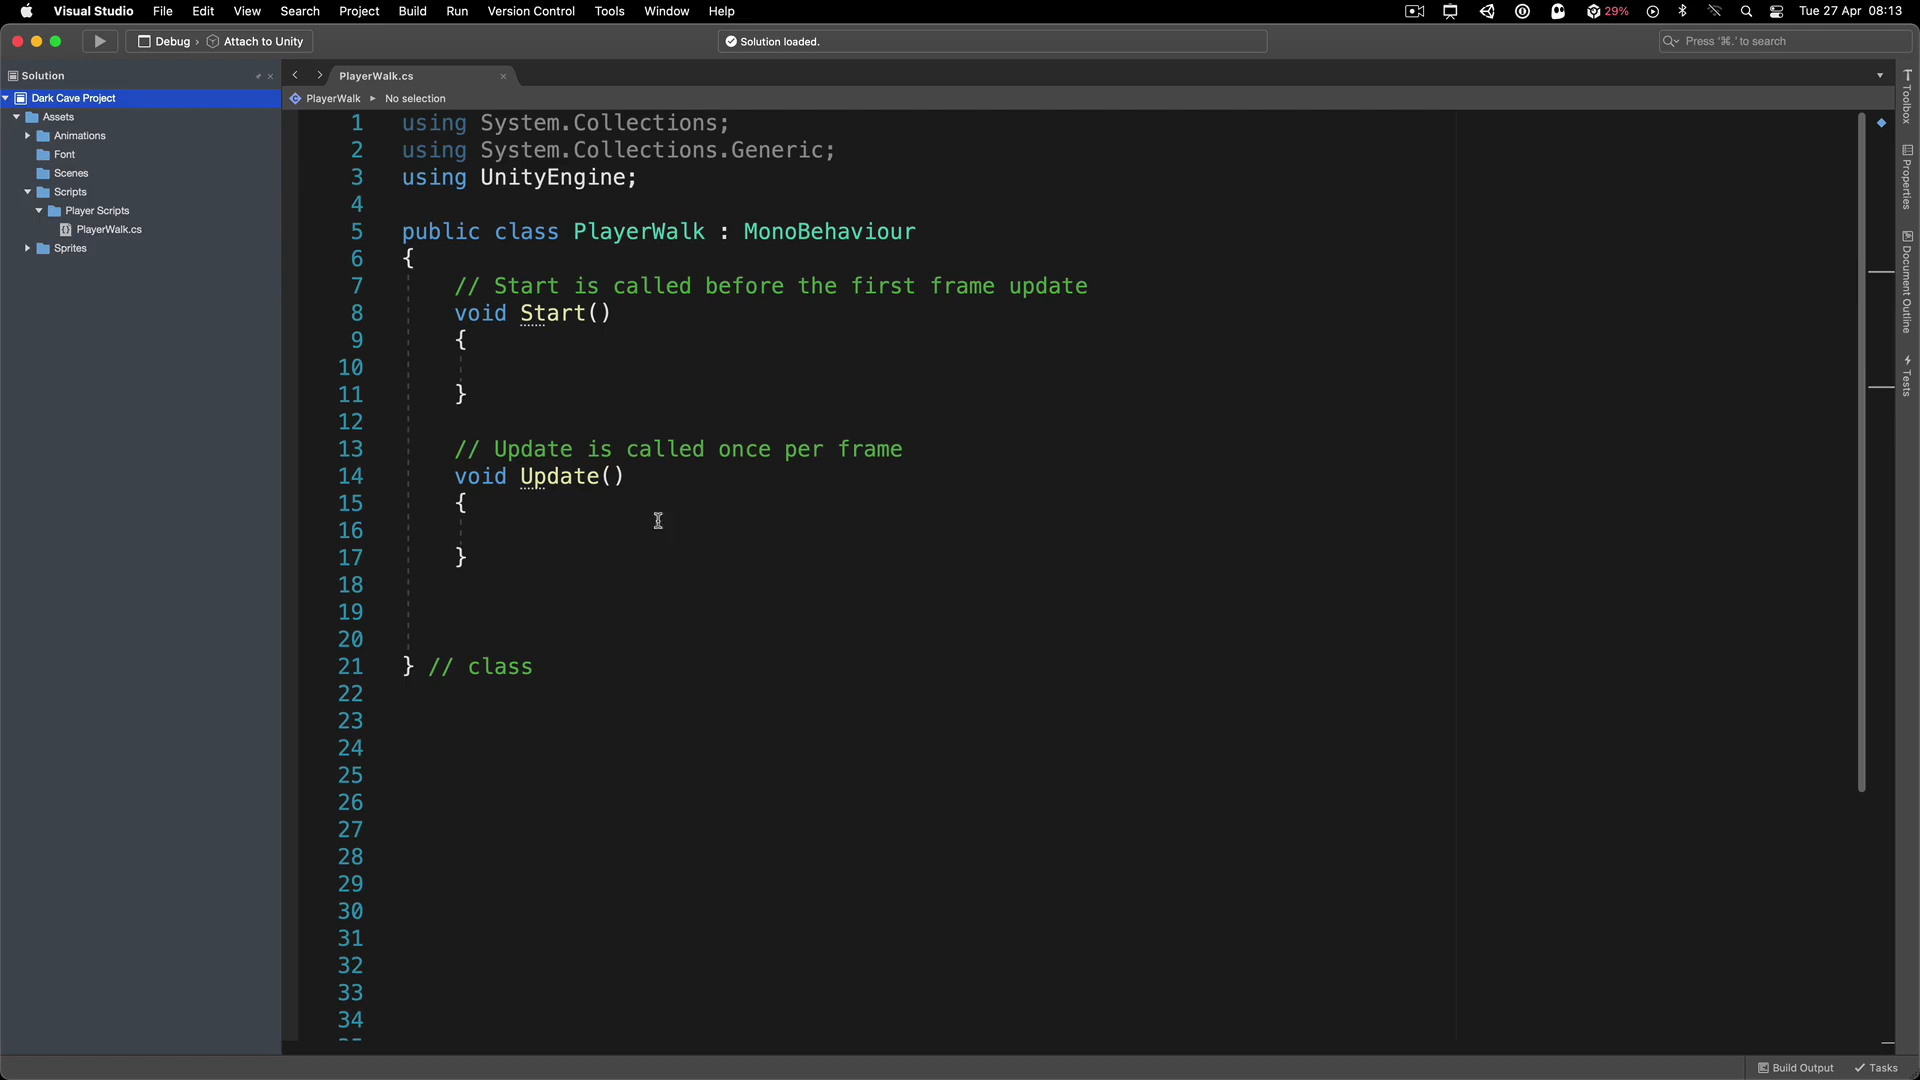 Visual Studio File Edit View Search Project Build Run Version Control Tools Window Help 29% Tue 27 Apr 08:13
Debug › Attach to Unity Solution loaded. Press '⌘.' to search
Solution PlayerWalk.cs
Dark Cave Project
PlayerWalk No selection
Assets
Animations
Font
Scenes
Scripts
Player Scripts
PlayerWalk.cs
Sprites
1 using System.Collections;
2 using System.Collections.Generic;
3 using UnityEngine;
4
5 public class PlayerWalk : MonoBehaviour
6 {
7 // Start is called before the first frame update
8 void Start()
9 {
10
11 }
12
13 // Update is called once per frame
14 void Update()
15 {
16
17 }
18
19
20
21 } // class
22
23
24
25
26
27
28
29
30
31
32
33
34
Toolbox
Properties
Document Outline
Tests
Build Output Tasks